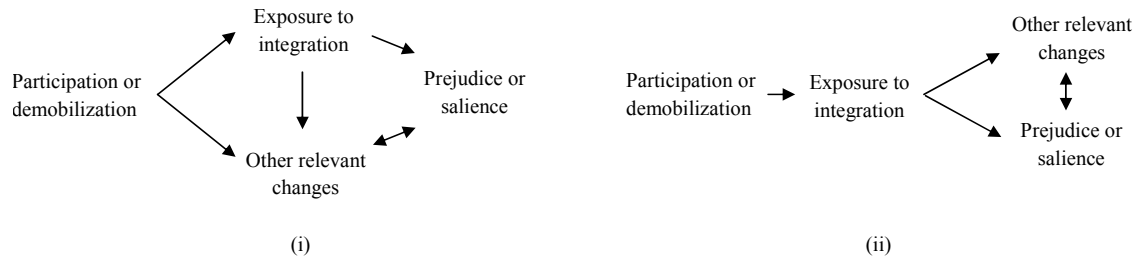 Exposure to
integration
Participation or
demobilization
Prejudice or
salience
Other relevant
changes
(i)
Participation or
demobilization
Exposure to
integration
Other relevant
changes
Prejudice or
salience
(ii)